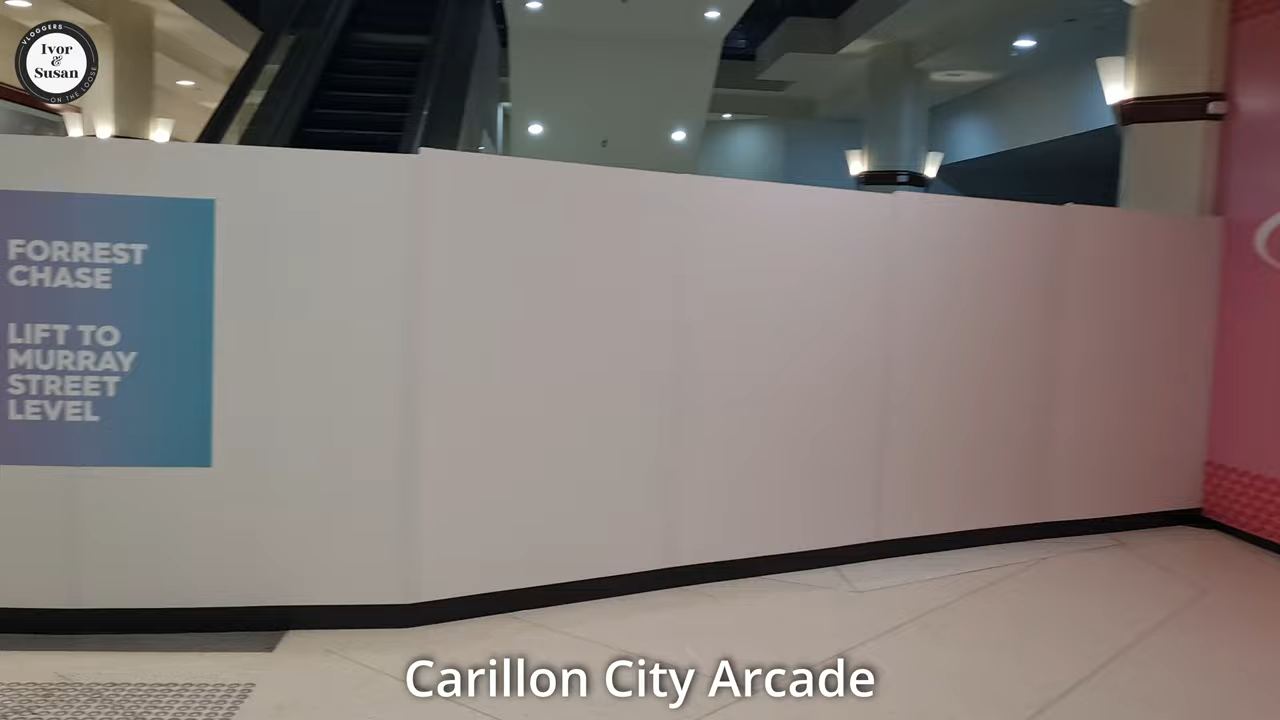 VLOGGERS
Ivor
&
Susan
ON THE LOOSE
FORREST
CHASE
LIFT TO
MURRAY
STREET
LEVEL
Carillon City Arcade